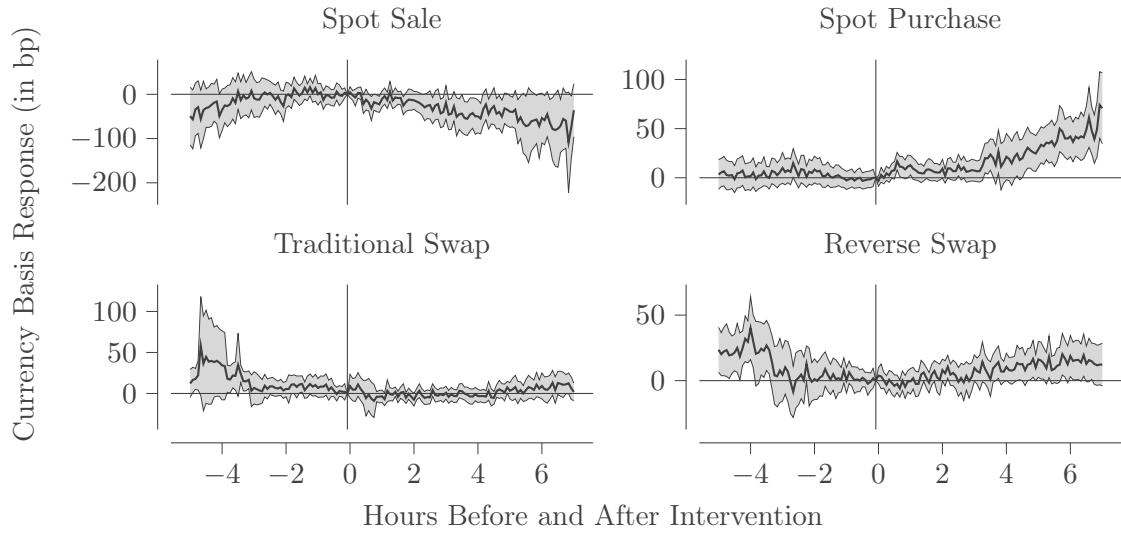 Currency Basis Response (in bp)
Spot Sale
0
−100
−200
Spot Purchase
100
50
0
Traditional Swap
100
50
0
−4 −2 0 2 4 6
Reverse Swap
50
0
−4 −2 0 2 4 6
Hours Before and After Intervention